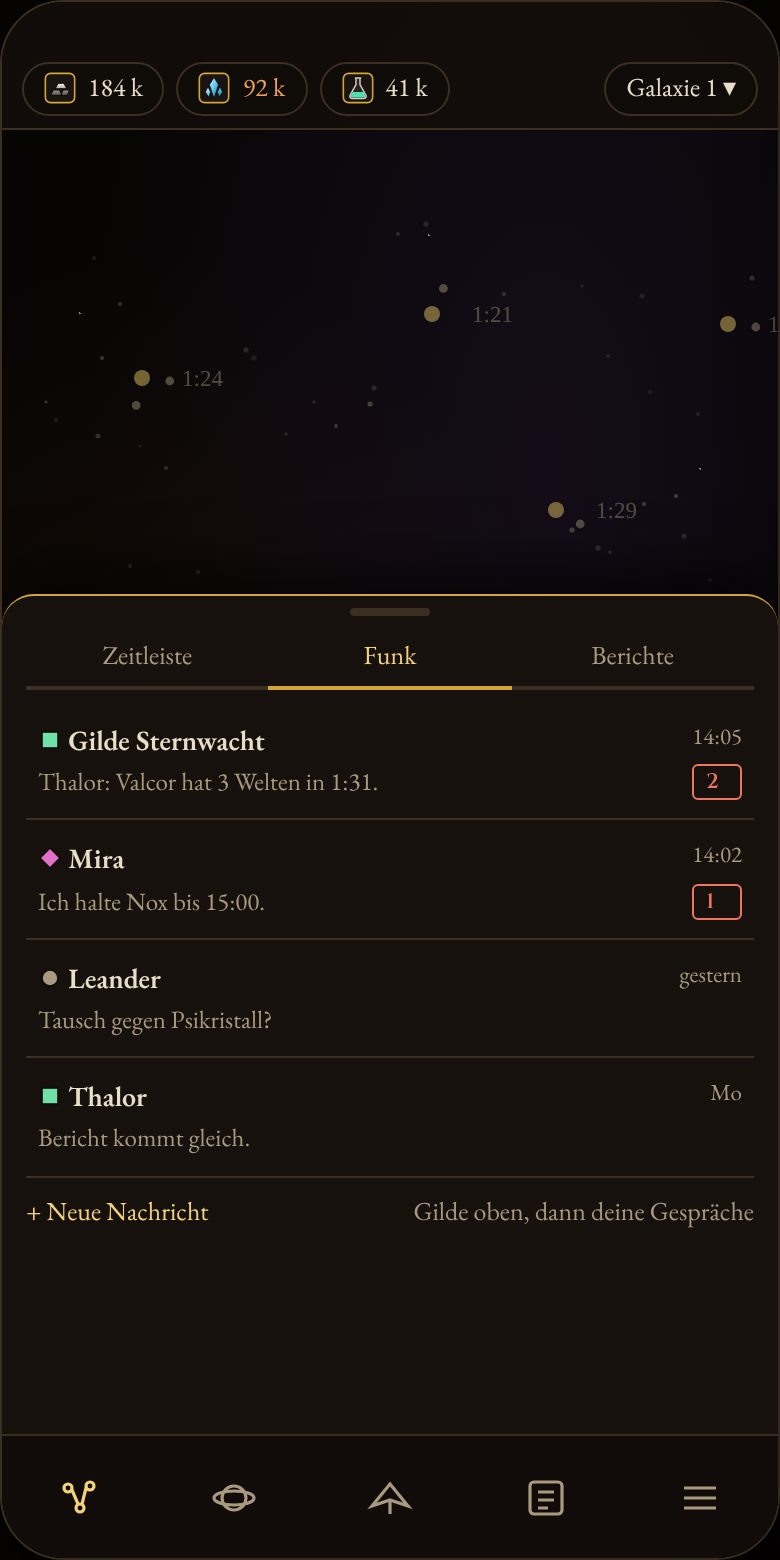 184 k 92 k 41 k Galaxie 1 ▼
1:21
1:24
1:29
Zeitleiste Funk Berichte
Gilde Sternwacht 14:05
Thalor: Valcor hat 3 Welten in 1:31. 2
Mira 14:02
Ich halte Nox bis 15:00. 1
Leander gestern
Tausch gegen Psikristall?
Thalor Mo
Bericht kommt gleich.
+ Neue Nachricht Gilde oben, dann deine Gespräche